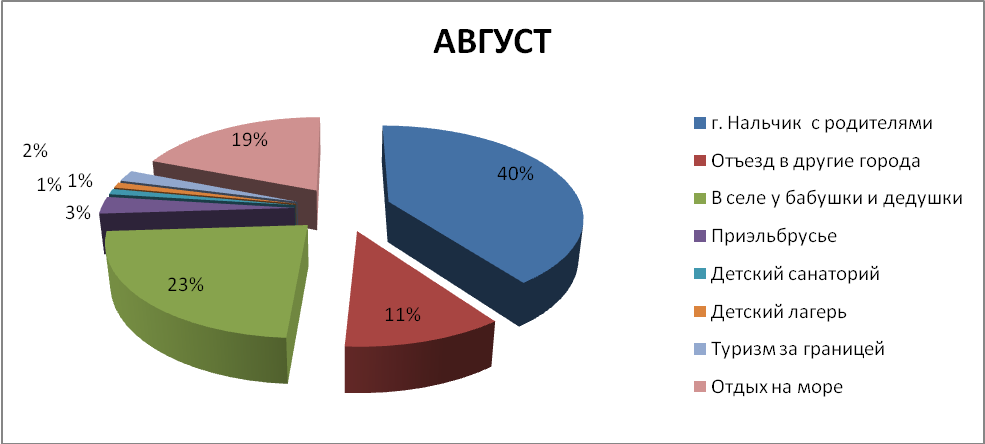 АВГУСТ
19%
2%
40%
1%
1%
3%
23%
11%
г. Нальчик с родителями
Отъезд в другие города
В селе у бабушки и дедушки
Приэльбрусье
Детский санаторий
Детский лагерь
Туризм за границей
Отдых на море